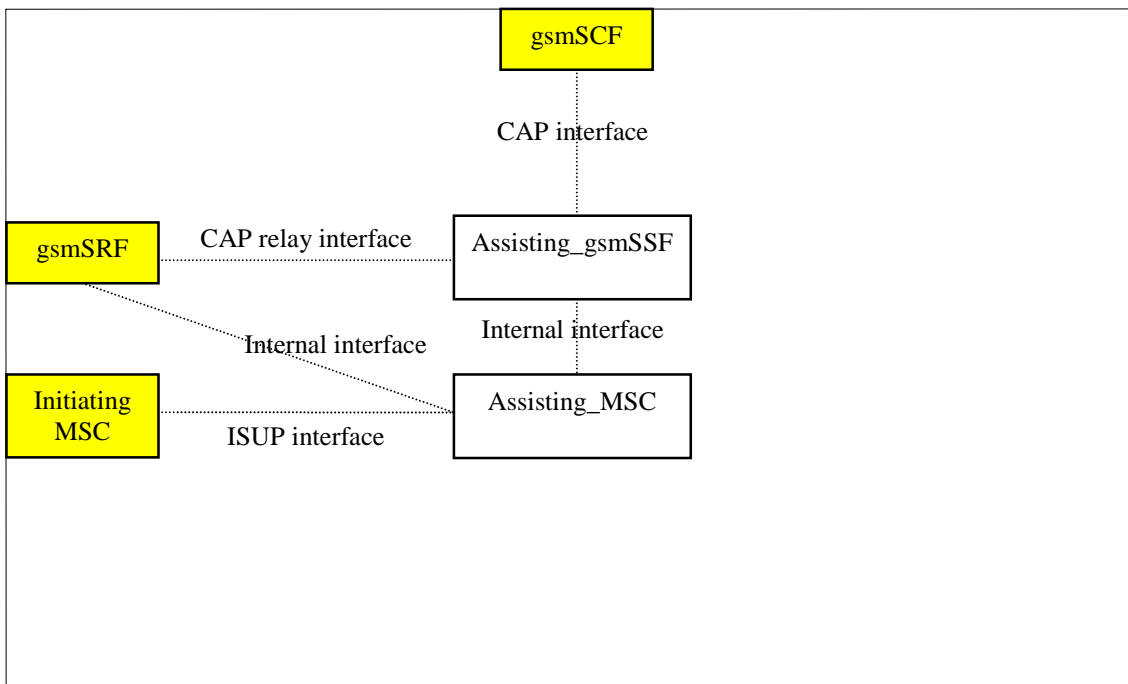 gsmSCF
CAP interface
gsmSRF
CAP relay interface
Assisting_gsmSSF
Internal interface
Internal interface
Initiating
MSC
Assisting_MSC
ISUP interface